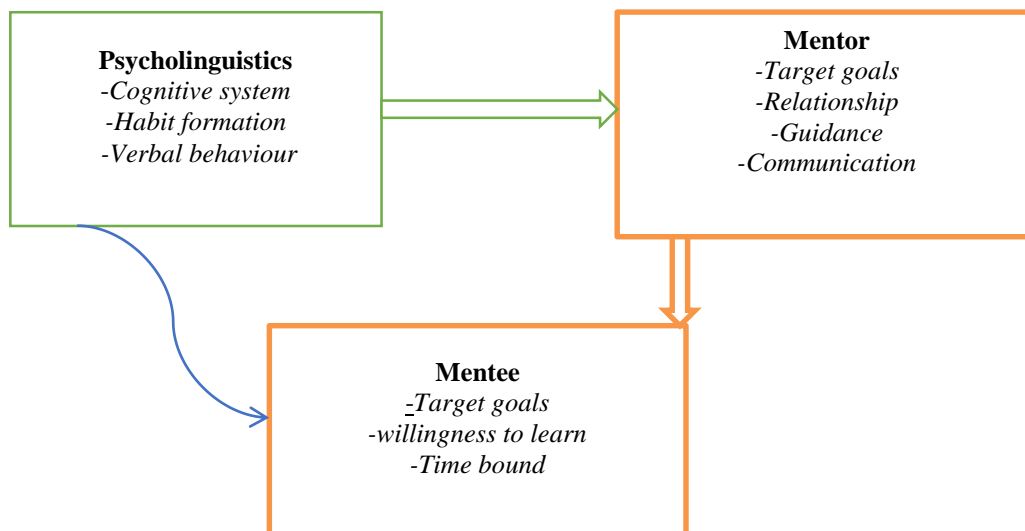 Psycholinguistics
-Cognitive system
-Habit formation
-Verbal behaviour
Mentor
-Target goals
-Relationship
-Guidance
-Communication
Mentee
-Target goals
-willingness to learn
-Time bound